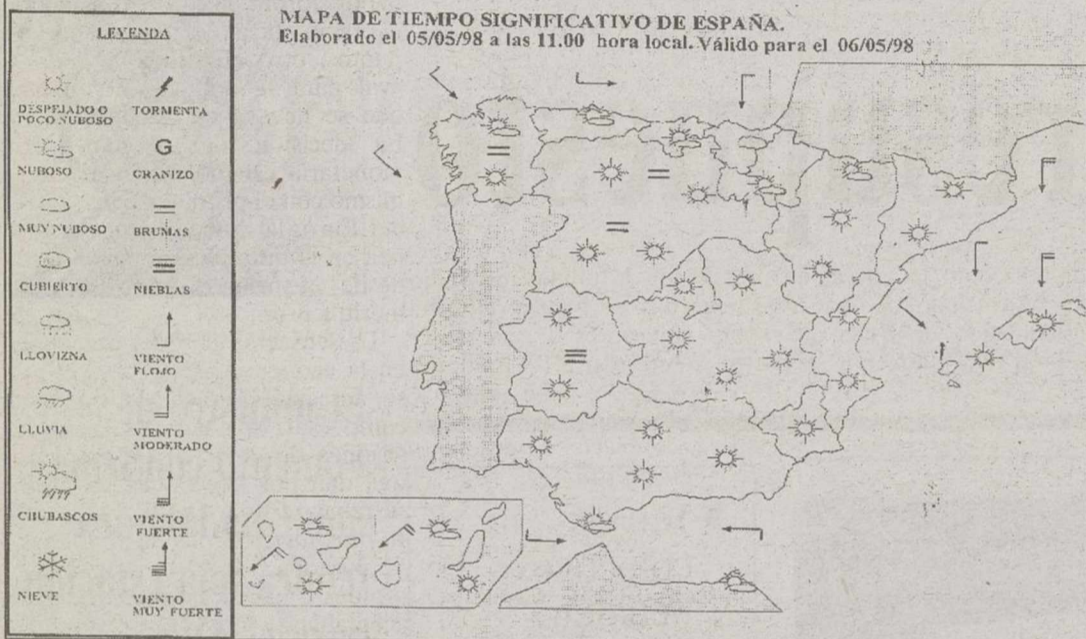 MAPA DE TIEMPO SIGNIFICATIVO DE ESPAÑA.
Elaborado el 05/05/98 a las 11.00 hora local. Válido para el 06/05/98
LEYENDA
DESPEJADO O
POCO NUBOSO
TORMENTA
NUBOSO
G
GRANIZO
MUY NUBOSO
BRUMAS
CUBIERTO
NIEBLAS
LLOVIZNA
VIENTO
FLOJO
LLUVIA
VIENTO
MODERADO
CHUBASCOS
VIENTO
FUERTE
NIEVE
VIENTO
MUY FUERTE